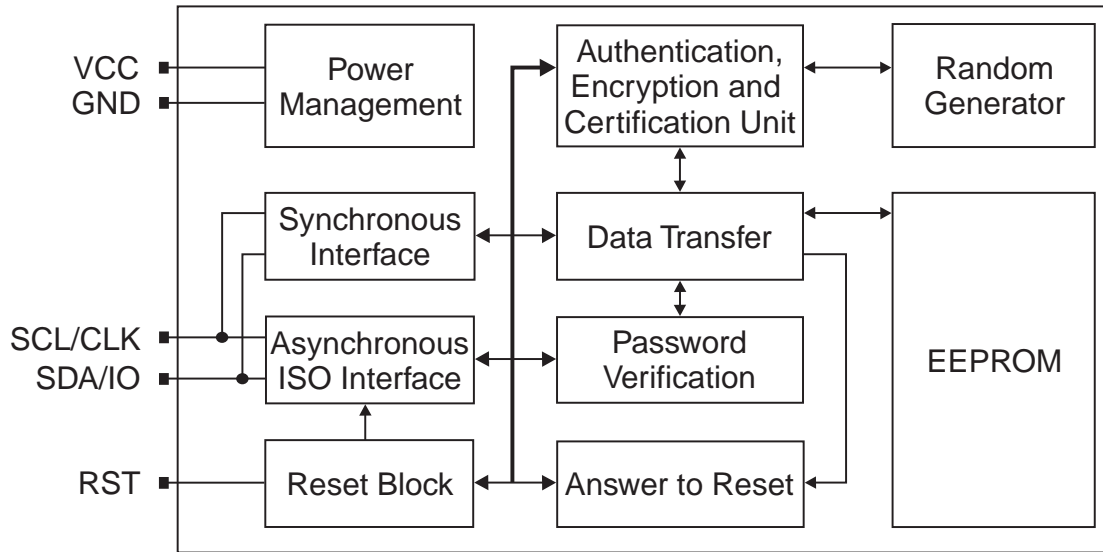 VCC
GND
Power
Management
Authentication,
Encryption and
Certification Unit
Random
Generator
Synchronous
Interface
Data Transfer
EEPROM
SCL/CLK
SDA/IO
Asynchronous
ISO Interface
Password
Verification
RST
Reset Block
Answer to Reset